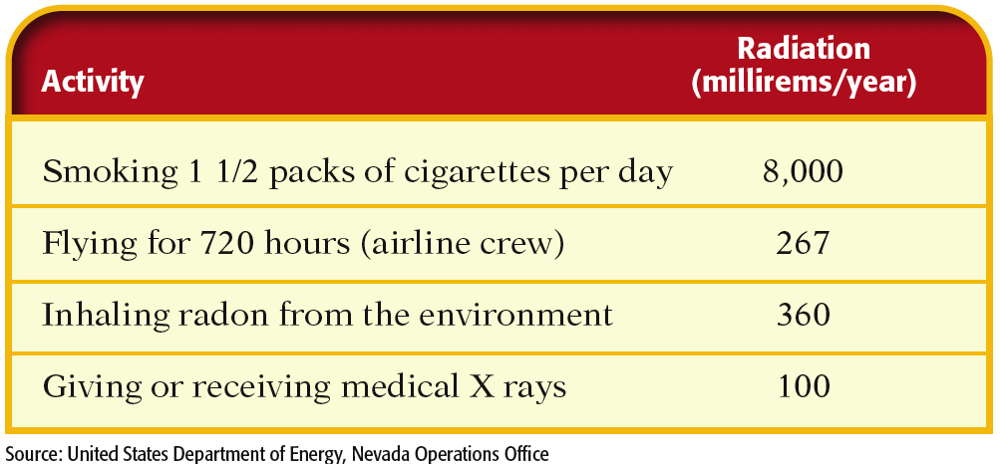 Activity Radiation (millirems/year)
Smoking 1 1/2 packs of cigarettes per day 8,000
Flying for 720 hours (airline crew) 267
Inhaling radon from the environment 360
Giving or receiving medical X rays 100
Source: United States Department of Energy, Nevada Operations Office